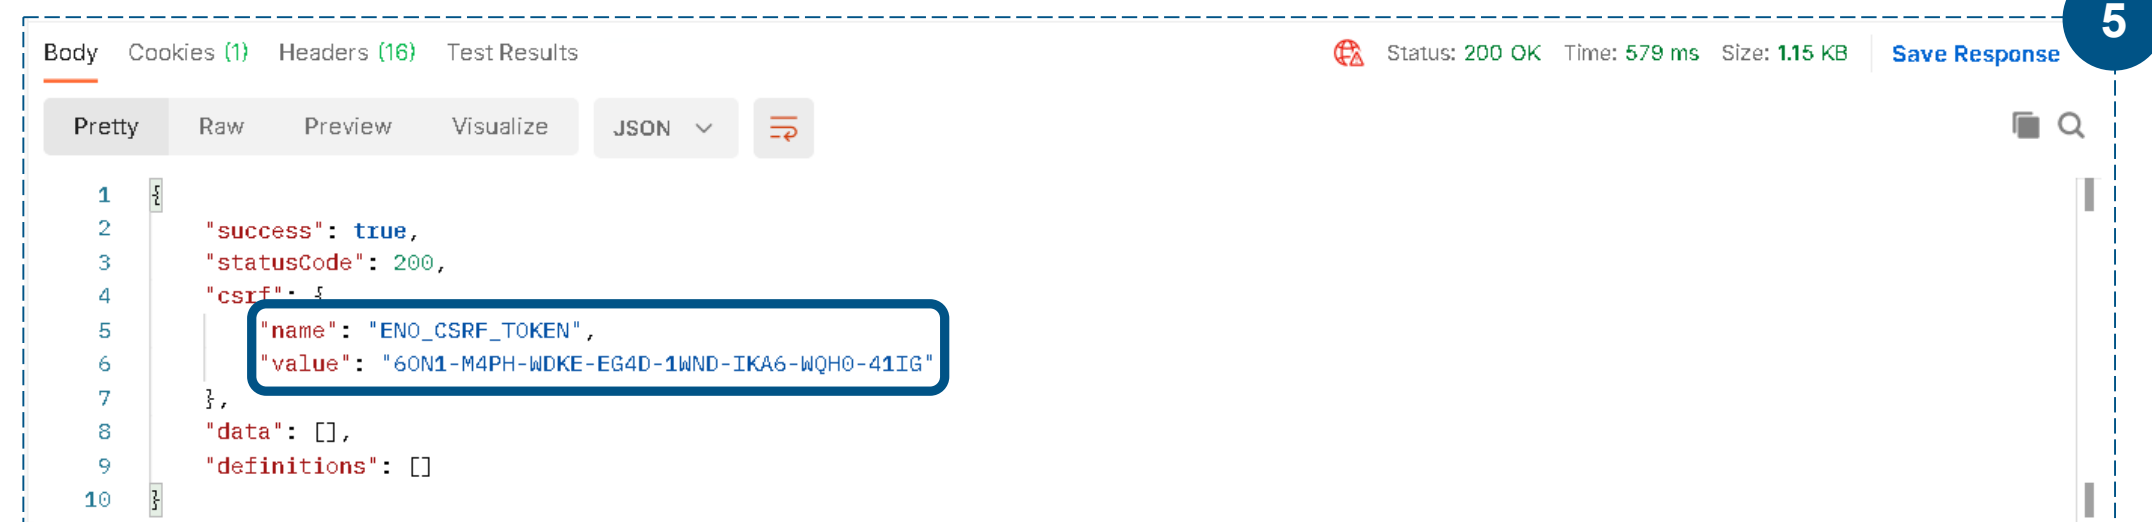 5
Body Cookies (1) Headers (16) Test Results Status: 200 OK Time: 579 ms Size: 1.15 KB Save Response
Pretty Raw Preview Visualize JSON
1 {
2 "success": true,
3 "statusCode": 200,
4 "csrf": {
5 "name": "ENO_CSRF_TOKEN",
6 "value": "6ON1-M4PH-WDKE-EG4D-1WND-IKA6-WQH0-41IG"
7 },
8 "data": [],
9 "definitions": []
10 }